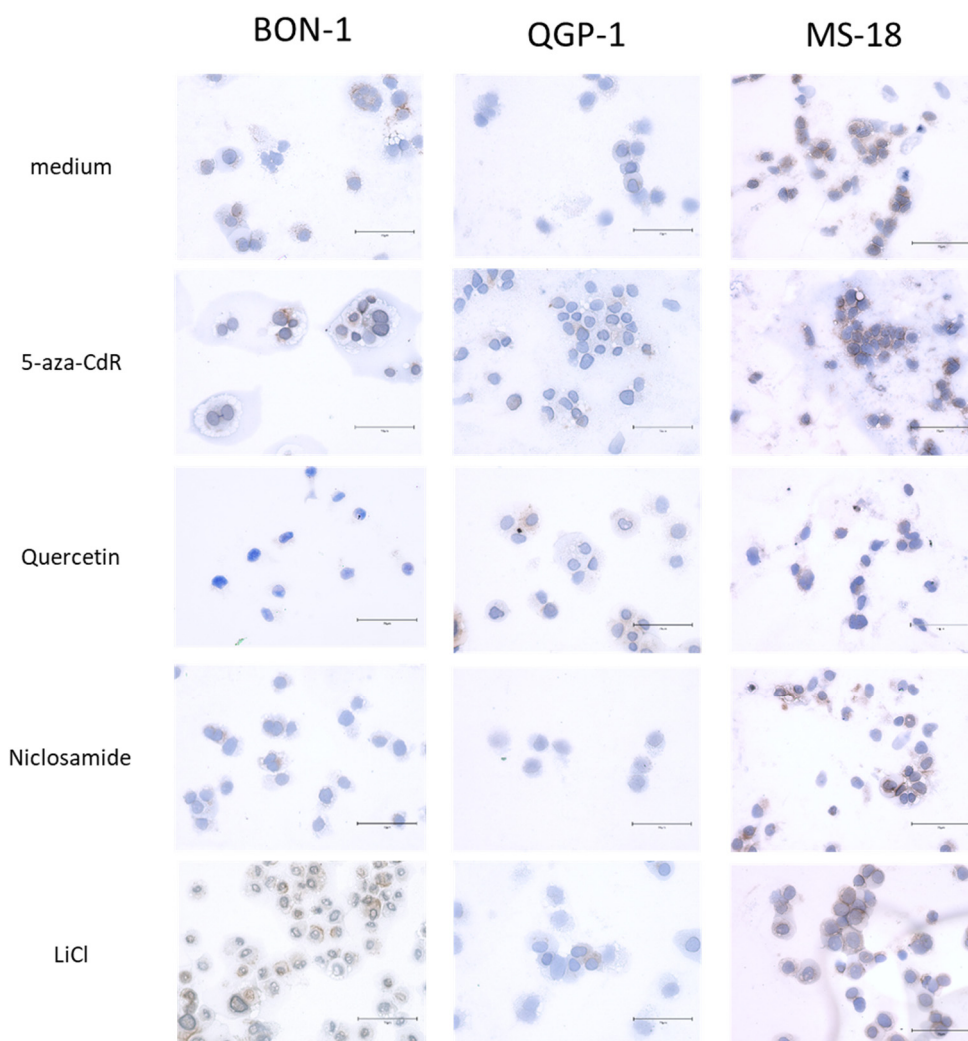 BON-1 QGP-1 MS-18
medium
5-aza-CdR
Quercetin
Niclosamide
LiCl